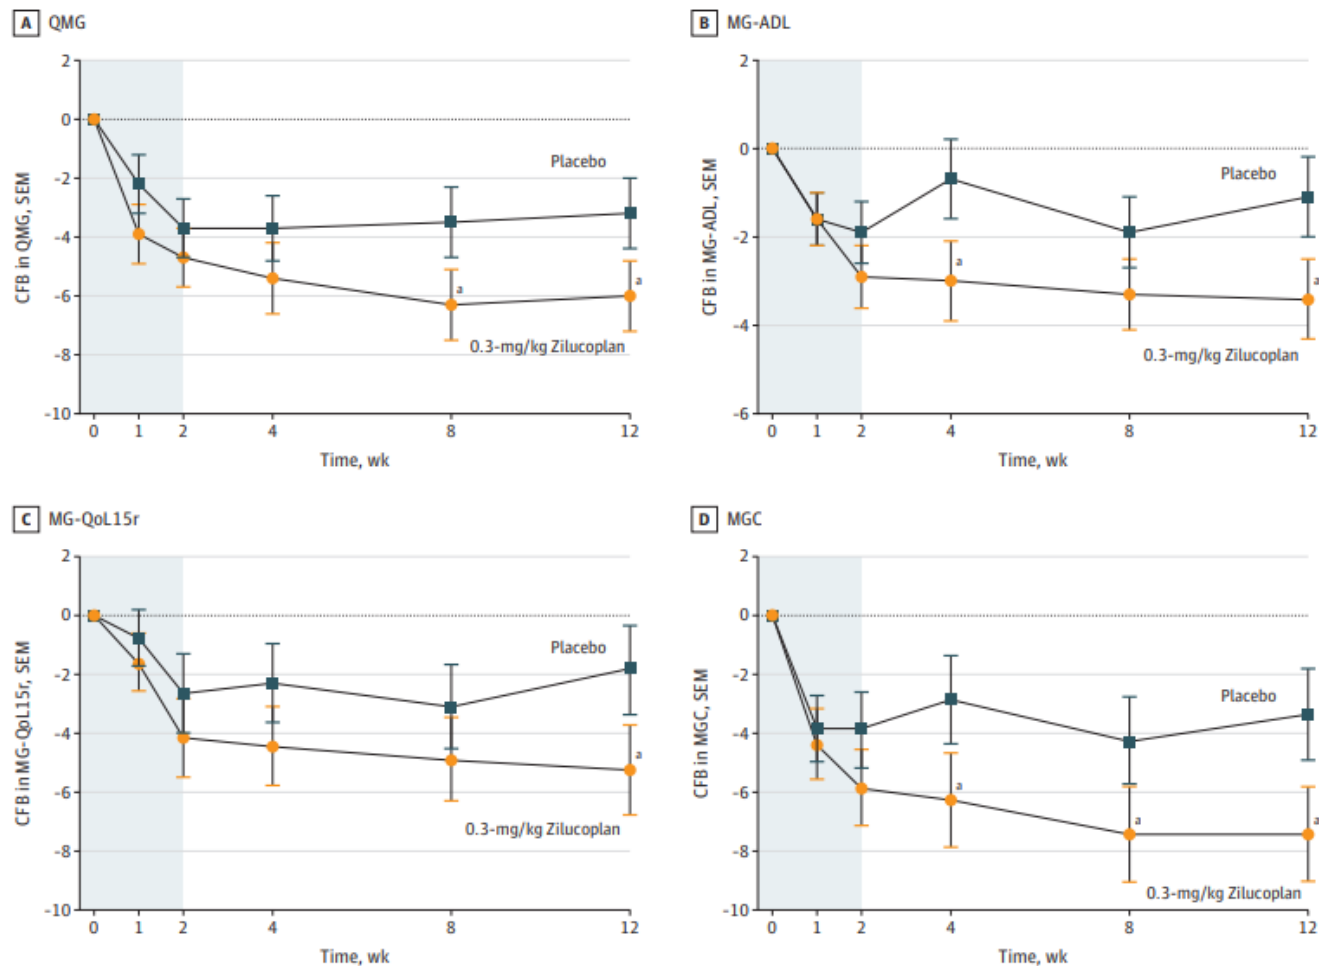 A QMG
2
0
-2
-4
-6
-8
-10
CFB in QMG, SEM
Placebo
a
a
0.3-mg/kg Zilucoplan
0 1 2 4 8 12
Time, wk
B MG-ADL
2
0
-2
-4
-6
CFB in MG-ADL, SEM
Placebo
a
a
0.3-mg/kg Zilucoplan
0 1 2 4 8 12
Time, wk
C MG-QoL15r
2
0
-2
-4
-6
-8
-10
CFB in MG-QoL15r, SEM
Placebo
a
0.3-mg/kg Zilucoplan
0 1 2 4 8 12
Time, wk
D MGC
2
0
-2
-4
-6
-8
-10
CFB in MGC, SEM
Placebo
a
a
a
0.3-mg/kg Zilucoplan
0 1 2 4 8 12
Time, wk